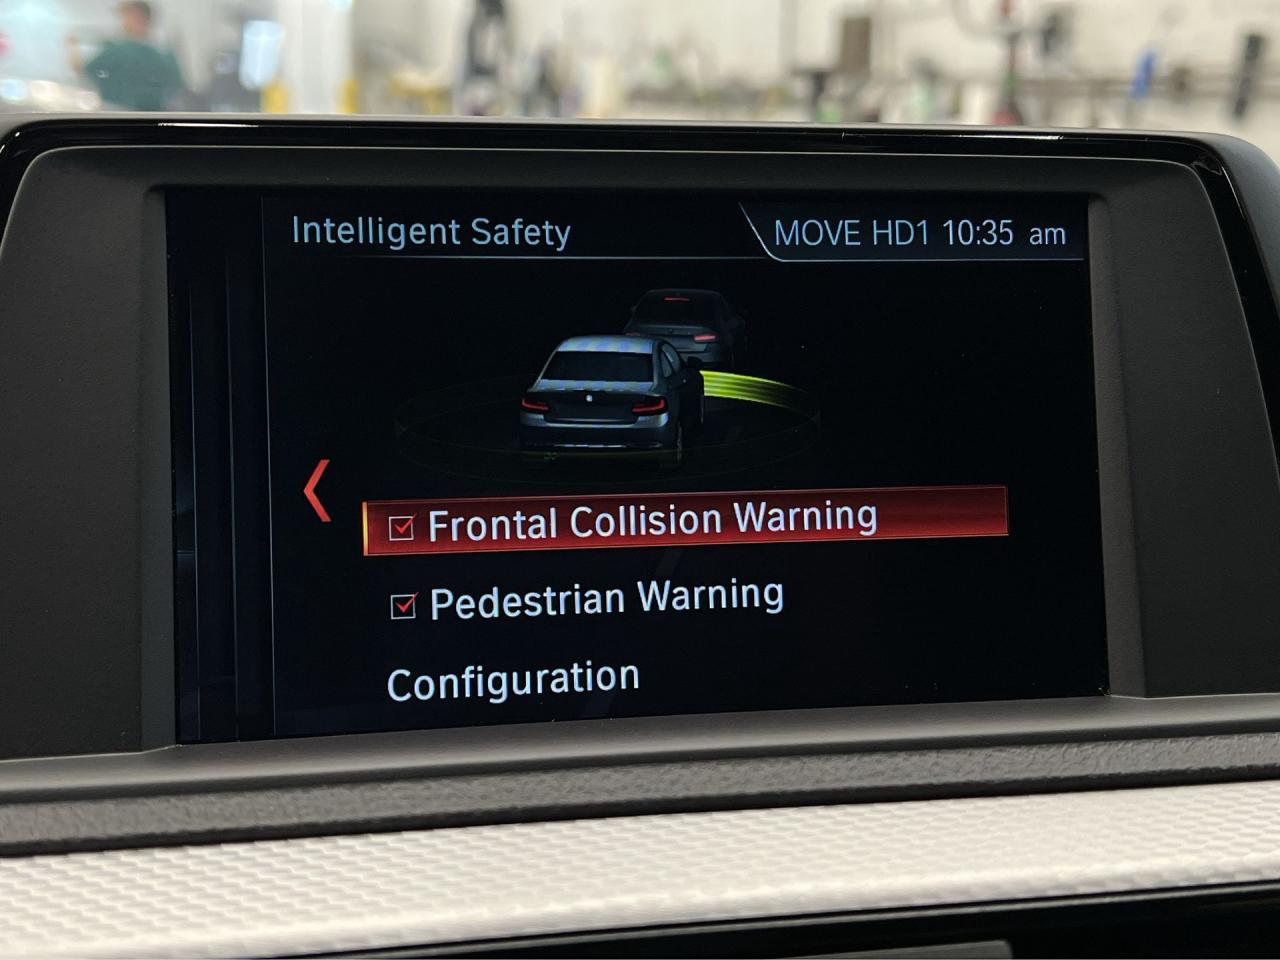 Intelligent Safety
MOVE HD1 10:35 am
Frontal Collision Warning
Pedestrian Warning
Configuration